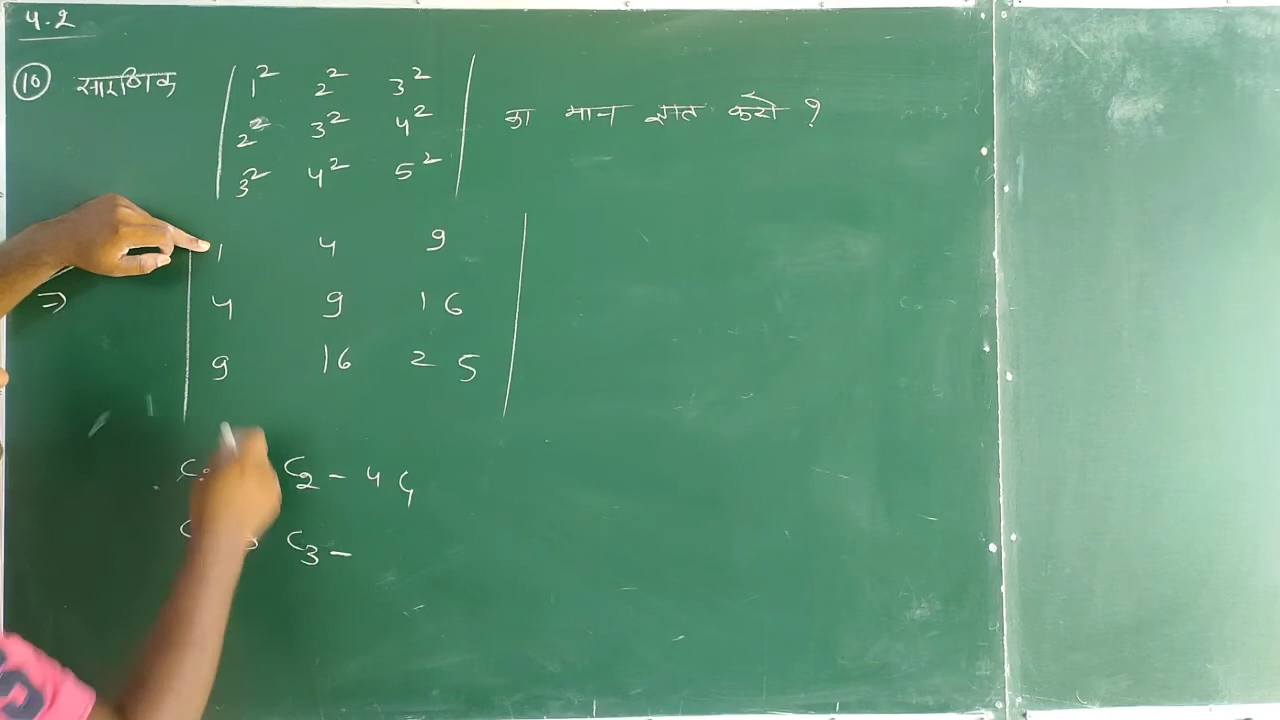 4.2
10 सारणिक | 1² 2² 3² | का मान ज्ञात करो ?
| 2² 3² 4² |
| 3² 4² 5² |
| 1 4 9 |
⇒ | 4 9 16 |
| 9 16 25 |
C₂ - 4C₁
C₃ -